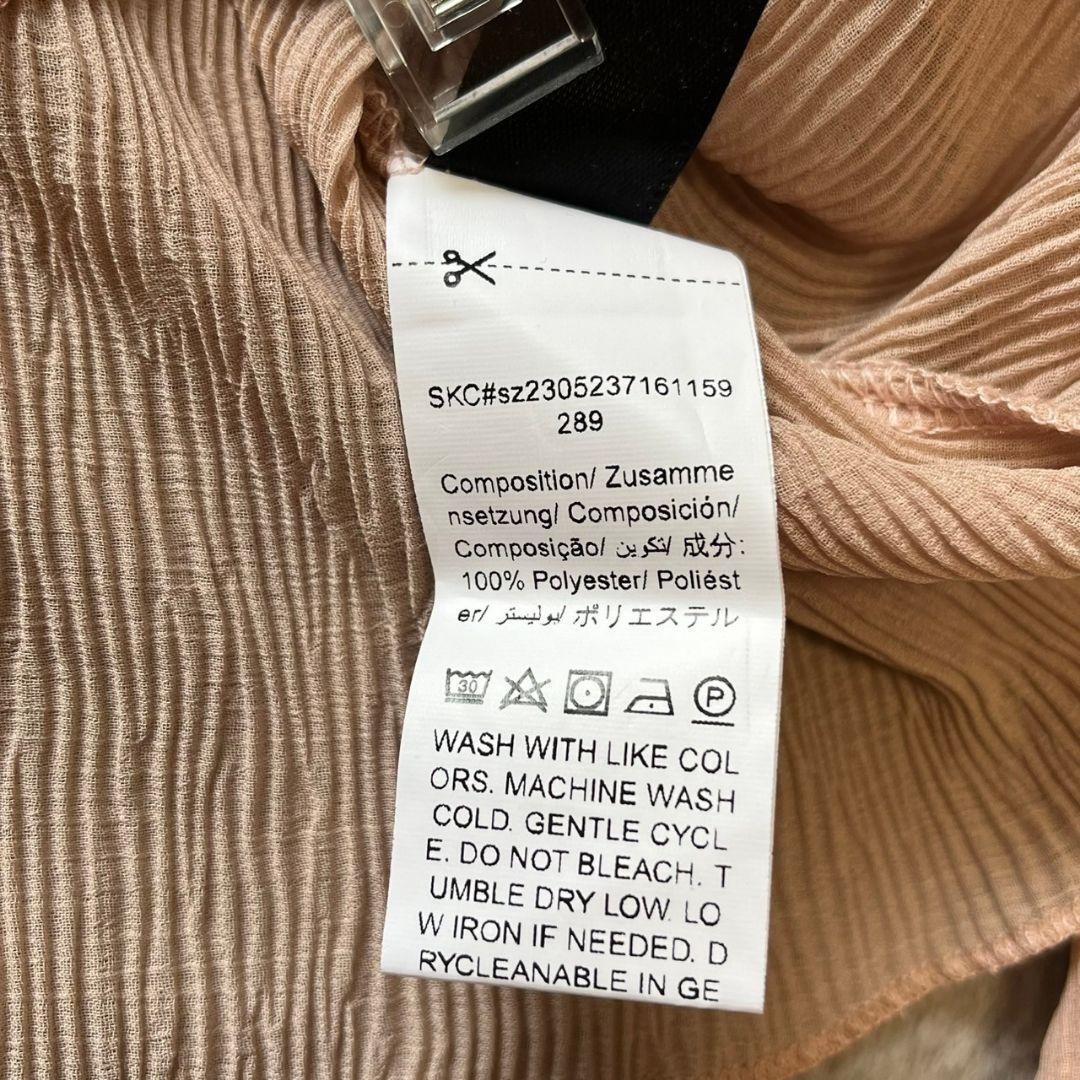 SKC#sz2305237161159
289
Composition/ Zusamme
nsetzung/ Composición/
Composição/ تكوين/ 成分:
100% Polyester/ Poliést
er/ بوليستر/ ポリエステル
30 P
WASH WITH LIKE COL
ORS. MACHINE WASH
COLD. GENTLE CYCL
E. DO NOT BLEACH. T
UMBLE DRY LOW. LO
W IRON IF NEEDED. D
RYCLEANABLE IN GE